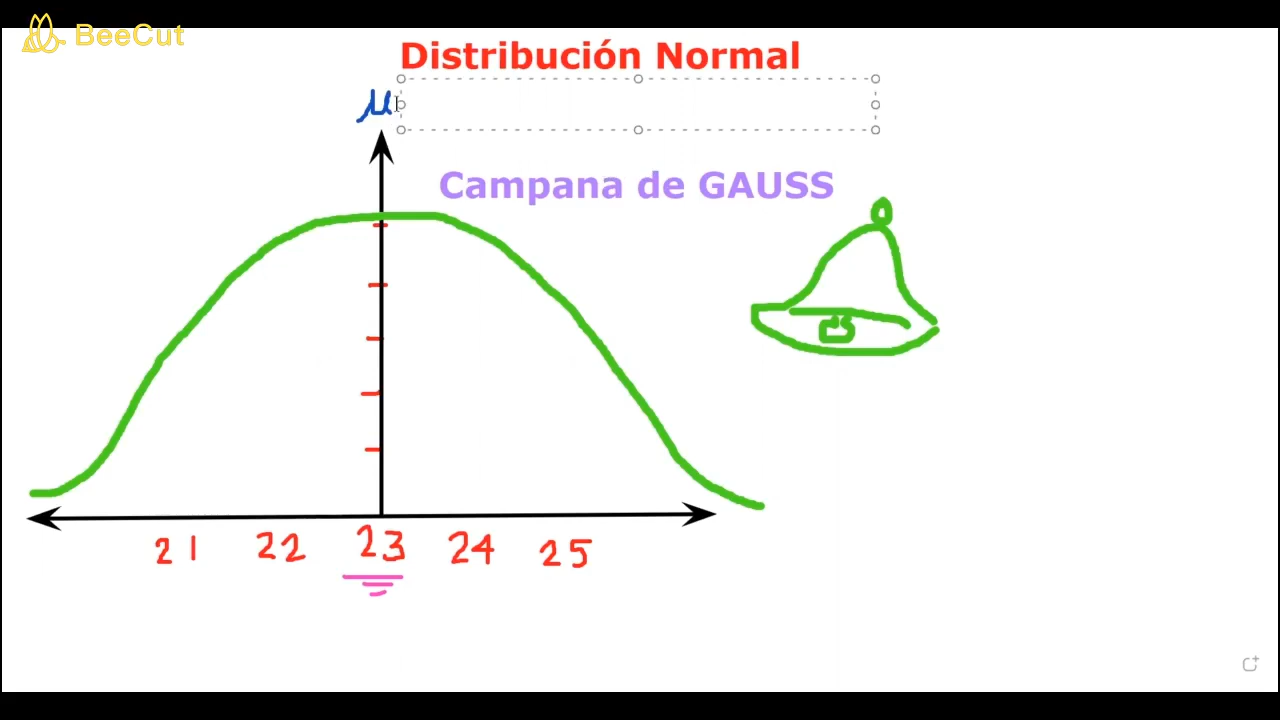 BeeCut
Distribución Normal
μ
Campana de GAUSS
21 22 23 24 25